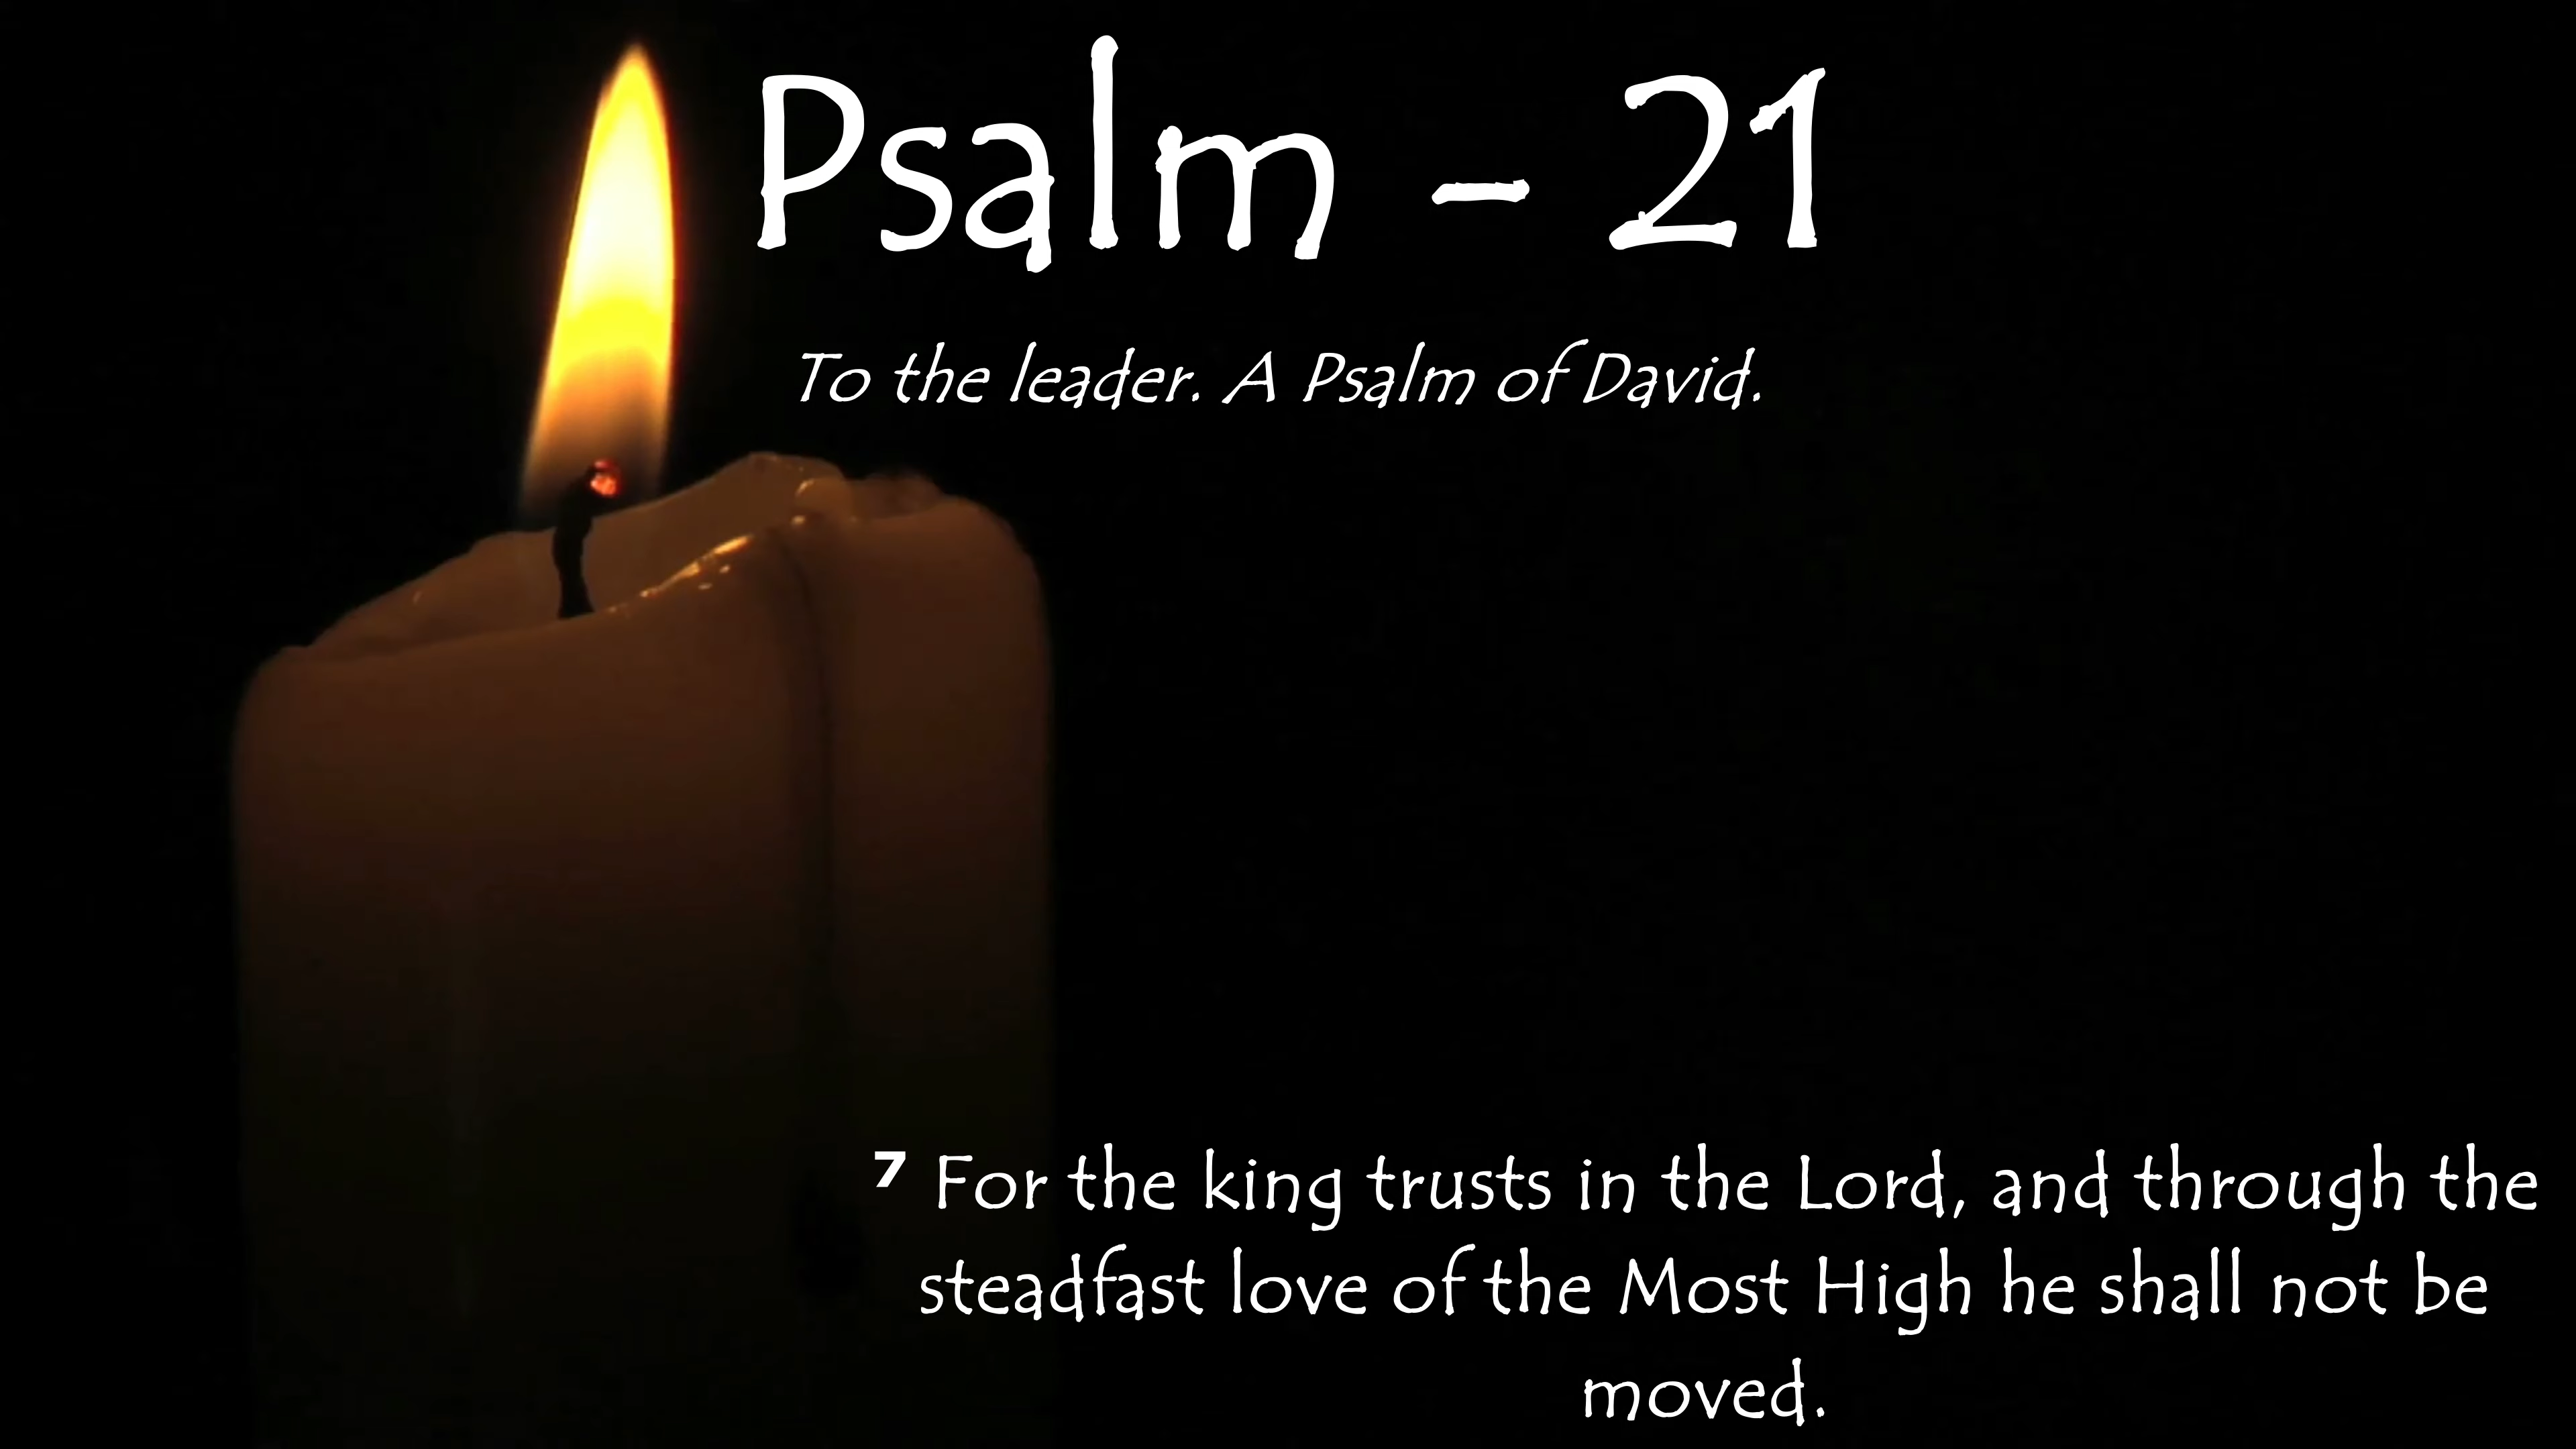 Psalm – 21
To the leader. A Psalm of David.
⁷ For the king trusts in the Lord, and through the
steadfast love of the Most High he shall not be
moved.